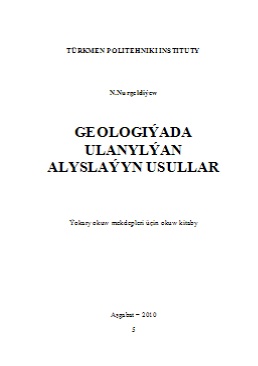 TÜRKMEN POLITEHNIKI INSTITUTY
N.Nurgeldiýew
GEOLOGIÝADA
ULANYLÝAN
ALYSLAÝYN USULLAR
Ýokary okuw mekdepleri üçin okuw kitaby
Aşgabat – 2010
5